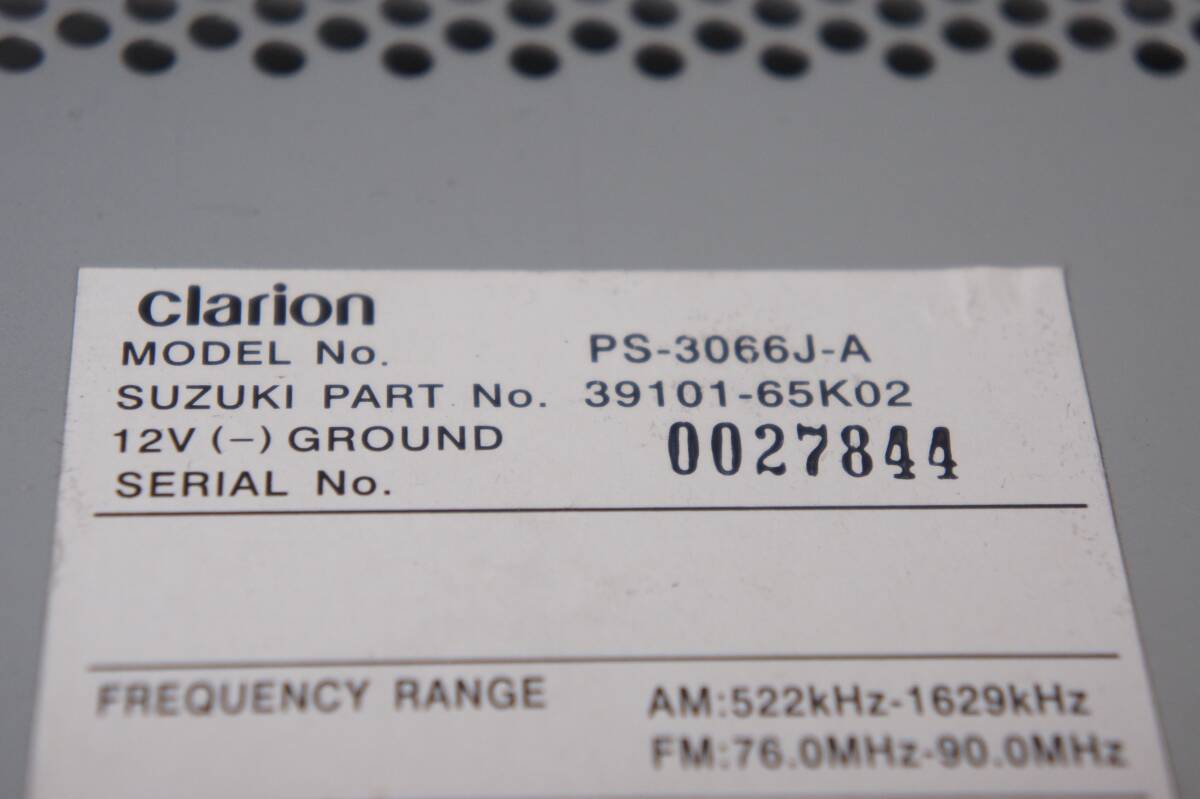 clarion
MODEL No. PS-3066J-A
SUZUKI PART No. 39101-65K02
12V (−) GROUND
SERIAL No. 0027844
FREQUENCY RANGE AM:522kHz-1629kHz
FM:76.0MHz-90.0MHz